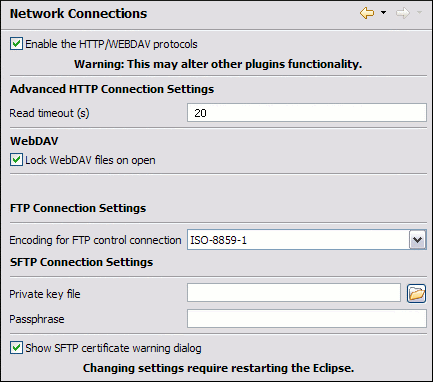 Network Connections
Enable the HTTP/WEBDAV protocols
Warning: This may alter other plugins functionality.
Advanced HTTP Connection Settings
Read timeout (s) 20
WebDAV
Lock WebDAV files on open
FTP Connection Settings
Encoding for FTP control connection ISO-8859-1
SFTP Connection Settings
Private key file
Passphrase
Show SFTP certificate warning dialog
Changing settings require restarting the Eclipse.